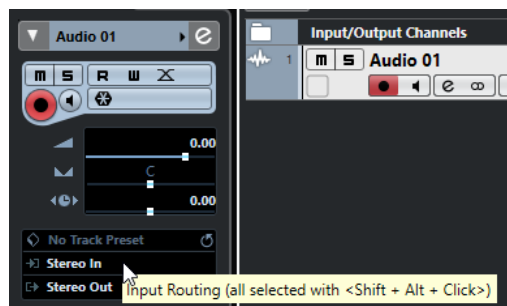 Audio 01
e
m S R W
0.00
C
0.00
No Track Preset
Stereo In
Stereo Out
Input/Output Channels
1 m S Audio 01
e
Input Routing (all selected with <Shift + Alt + Click>)